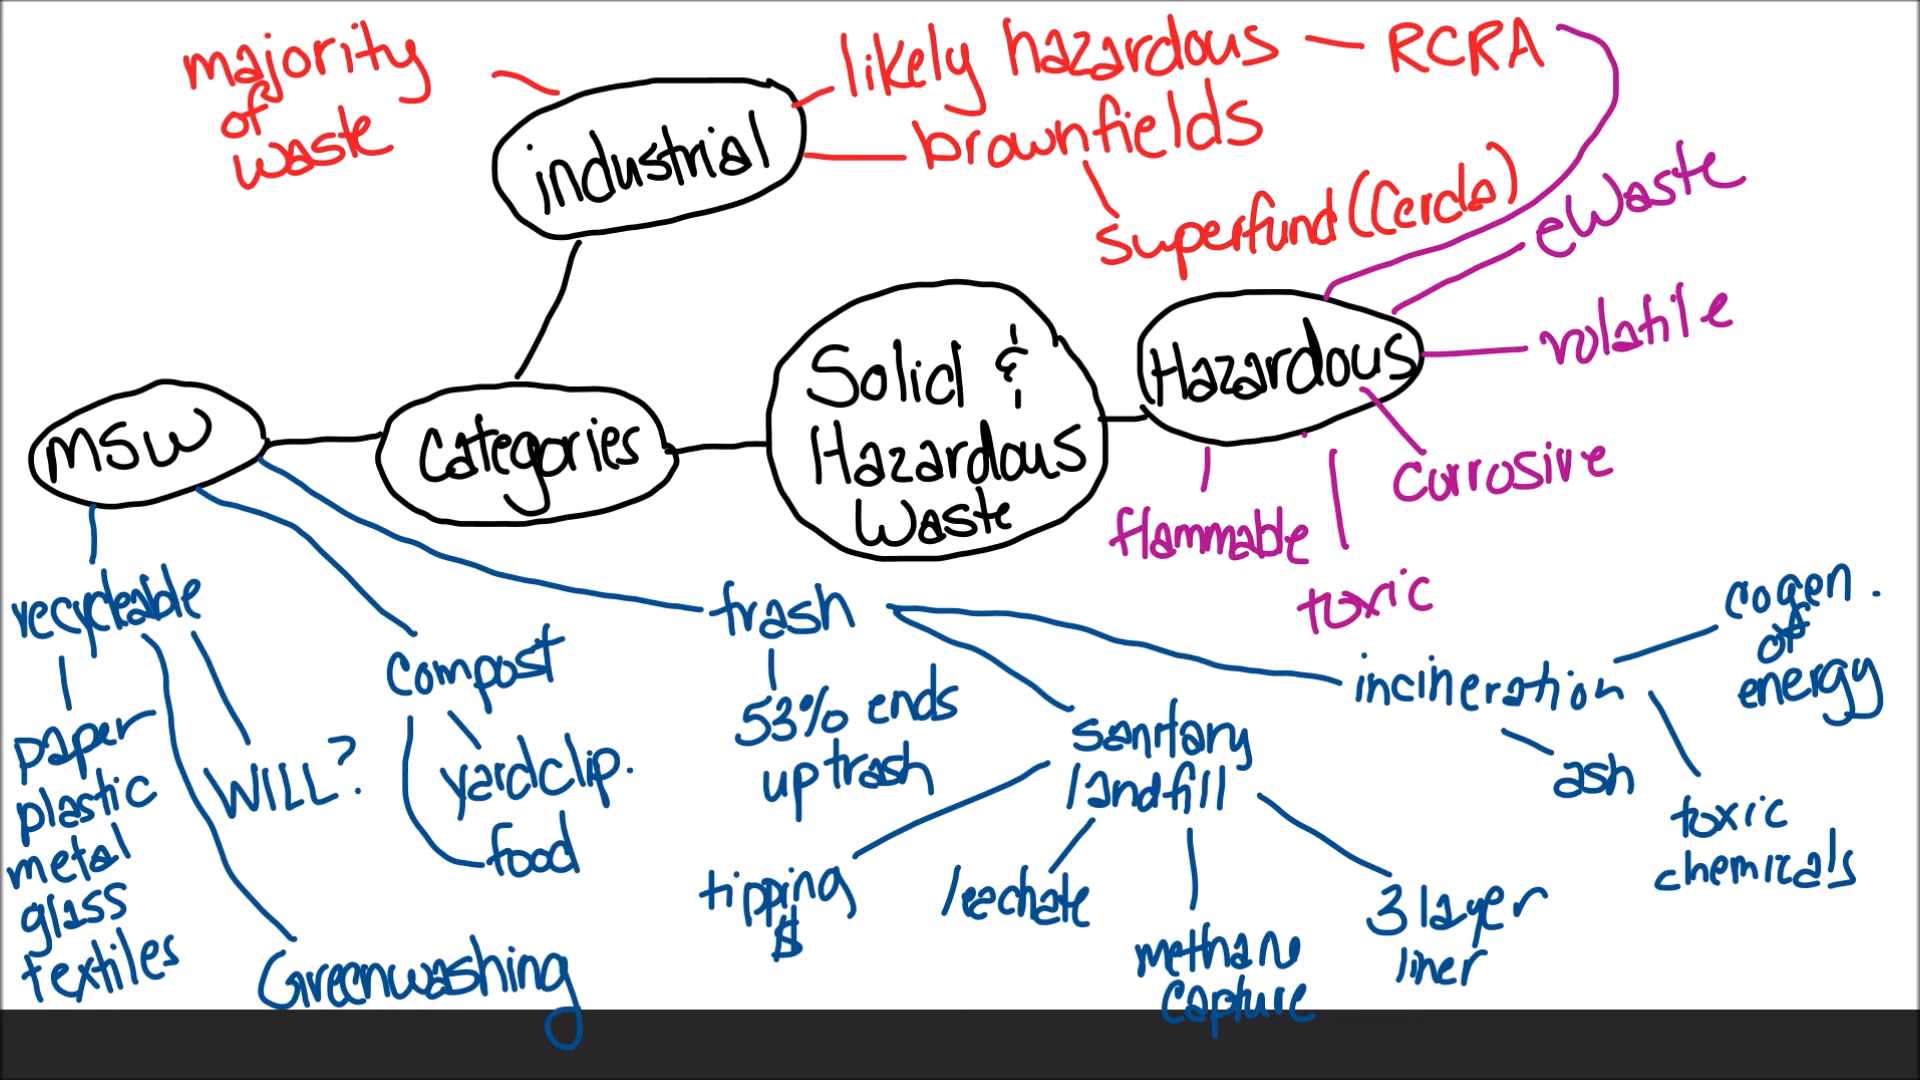 majority
of
waste
industrial
likely hazardous — RCRA
brownfields
superfund (Cercla)
eWaste
Solid &
Hazardous
Waste
Hazardous
volatile
corrosive
flammable
toxic
MSW
Categories
recycleable
paper
plastic
metal
glass
textiles
WILL?
Greenwashing
compost
yardclip.
food
trash
53% ends
up trash
sanitary
landfill
tipping
$
leachate
methane
capture
3 layer
liner
incineration
cogen.
of
energy
ash
toxic
chemicals